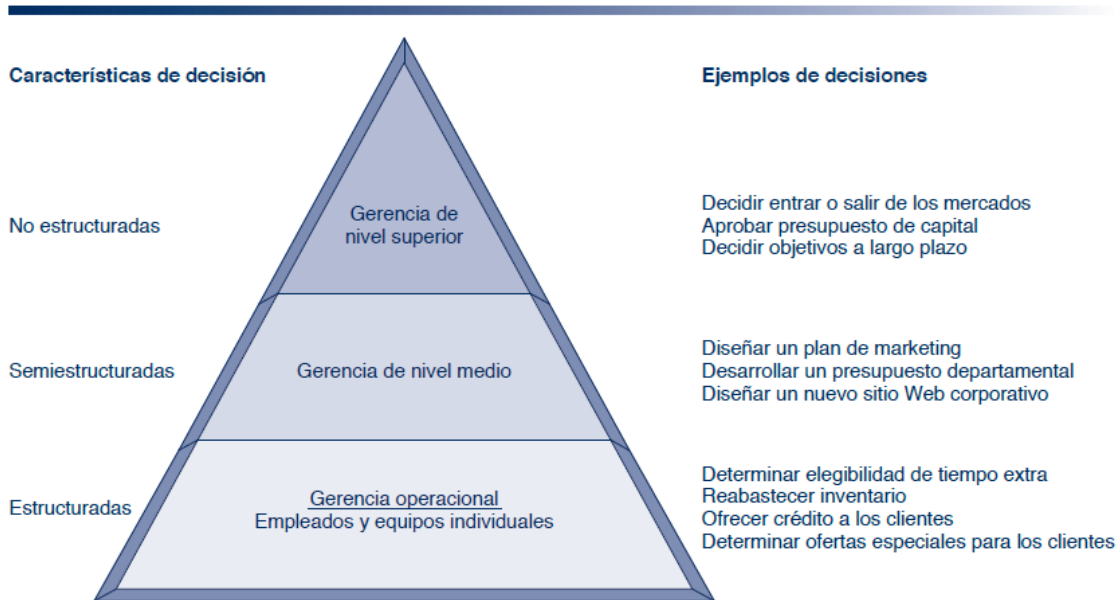 Características de decisión
Ejemplos de decisiones
No estructuradas
Gerencia de
nivel superior
Decidir entrar o salir de los mercados
Aprobar presupuesto de capital
Decidir objetivos a largo plazo
Semiestructuradas
Gerencia de nivel medio
Diseñar un plan de marketing
Desarrollar un presupuesto departamental
Diseñar un nuevo sitio Web corporativo
Estructuradas
Gerencia operacional
Empleados y equipos individuales
Determinar elegibilidad de tiempo extra
Reabastecer inventario
Ofrecer crédito a los clientes
Determinar ofertas especiales para los clientes